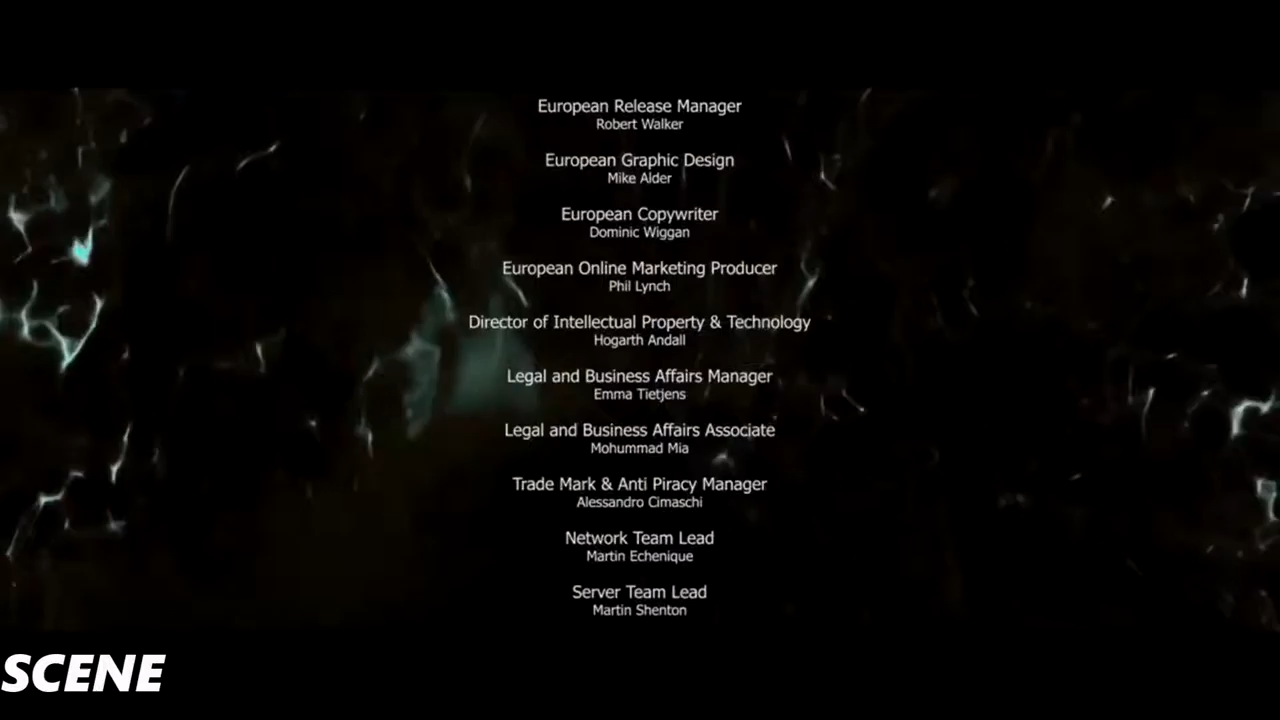 European Release Manager
Robert Walker
European Graphic Design
Mike Alder
European Copywriter
Dominic Wiggan
European Online Marketing Producer
Phil Lynch
Director of Intellectual Property & Technology
Hogarth Andall
Legal and Business Affairs Manager
Emma Tietjens
Legal and Business Affairs Associate
Mohummad Mia
Trade Mark & Anti Piracy Manager
Alessandro Cimaschi
Network Team Lead
Martin Echenique
Server Team Lead
Martin Shenton
SCENE